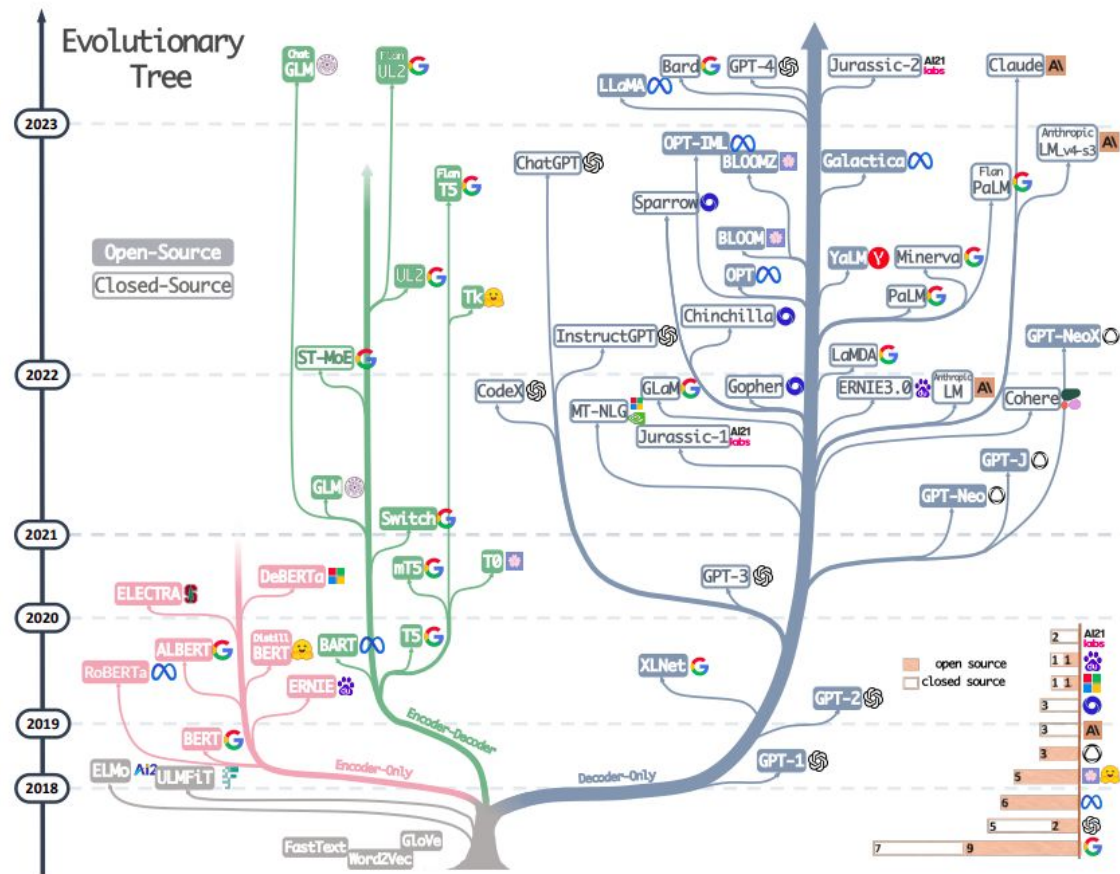 Evolutionary
Tree
2023
2022
2021
2020
2019
2018
Open-Source
Closed-Source
Chat
GLM
Flan
UL2
Flan
T5
UL2
Tk
ST-MoE
GLM
Switch
mT5
T0
DeBERTa
ELECTRA
ALBERT
Distill
BERT
BART
T5
RoBERTa
ERNIE
BERT
ELMo
Ai2
ULMFiT
FastText
Word2Vec
GloVe
Encoder-Only
Encoder-Decoder
Decoder-Only
Bard
GPT-4
LLaMA
Jurassic-2
AI21
labs
Claude
A\
OPT-IML
BLOOMZ
Galactica
Anthropic
LM_v4-s3
A\
ChatGPT
Sparrow
Flan
PaLM
BLOOM
OPT
YaLM
Minerva
PaLM
Chinchilla
InstructGPT
GPT-NeoX
LaMDA
CodeX
GLaM
Gopher
ERNIE3.0
Anthropic
LM
A\
Cohere
MT-NLG
Jurassic-1
AI21
labs
GPT-J
GPT-Neo
GPT-3
XLNet
GPT-2
GPT-1
open source
closed source
2
AI21
labs
1 1
1 1
3
3
A\
3
5
6
5 2
7 9